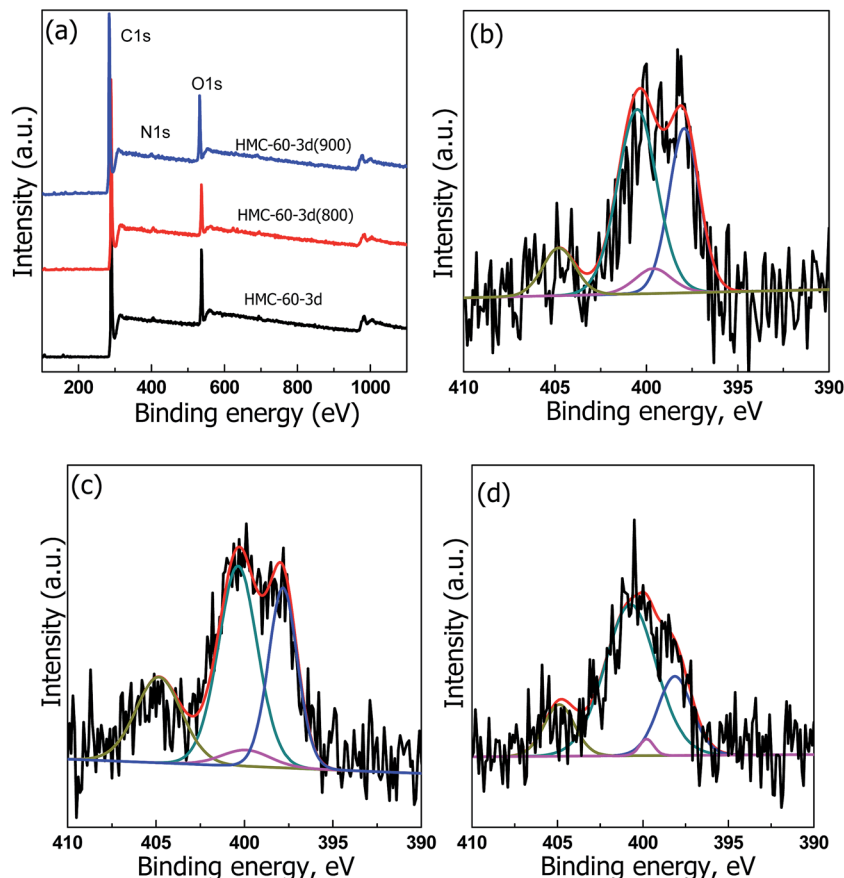 (a)
C1s
O1s
N1s
HMC-60-3d(900)
HMC-60-3d(800)
HMC-60-3d
Intensity (a.u.)
200 400 600 800 1000
Binding energy (eV)
(b)
Intensity (a.u.)
410 405 400 395 390
Binding energy, eV
(c)
Intensity (a.u.)
410 405 400 395 390
Binding energy, eV
(d)
Intensity (a.u.)
410 405 400 395 390
Binding energy, eV